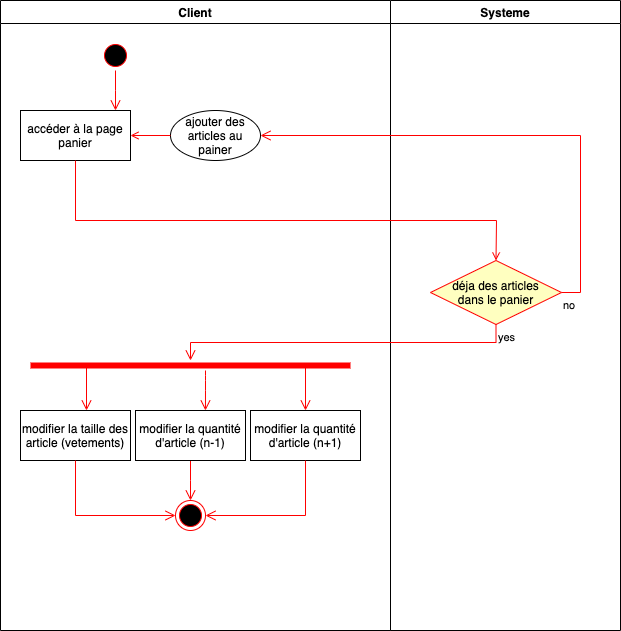 Client
Systeme
accéder à la page
panier
ajouter des
articles au
painer
déja des articles
dans le panier
no
yes
modifier la taille des
article (vetements)
modifier la quantité
d'article (n-1)
modifier la quantité
d'article (n+1)